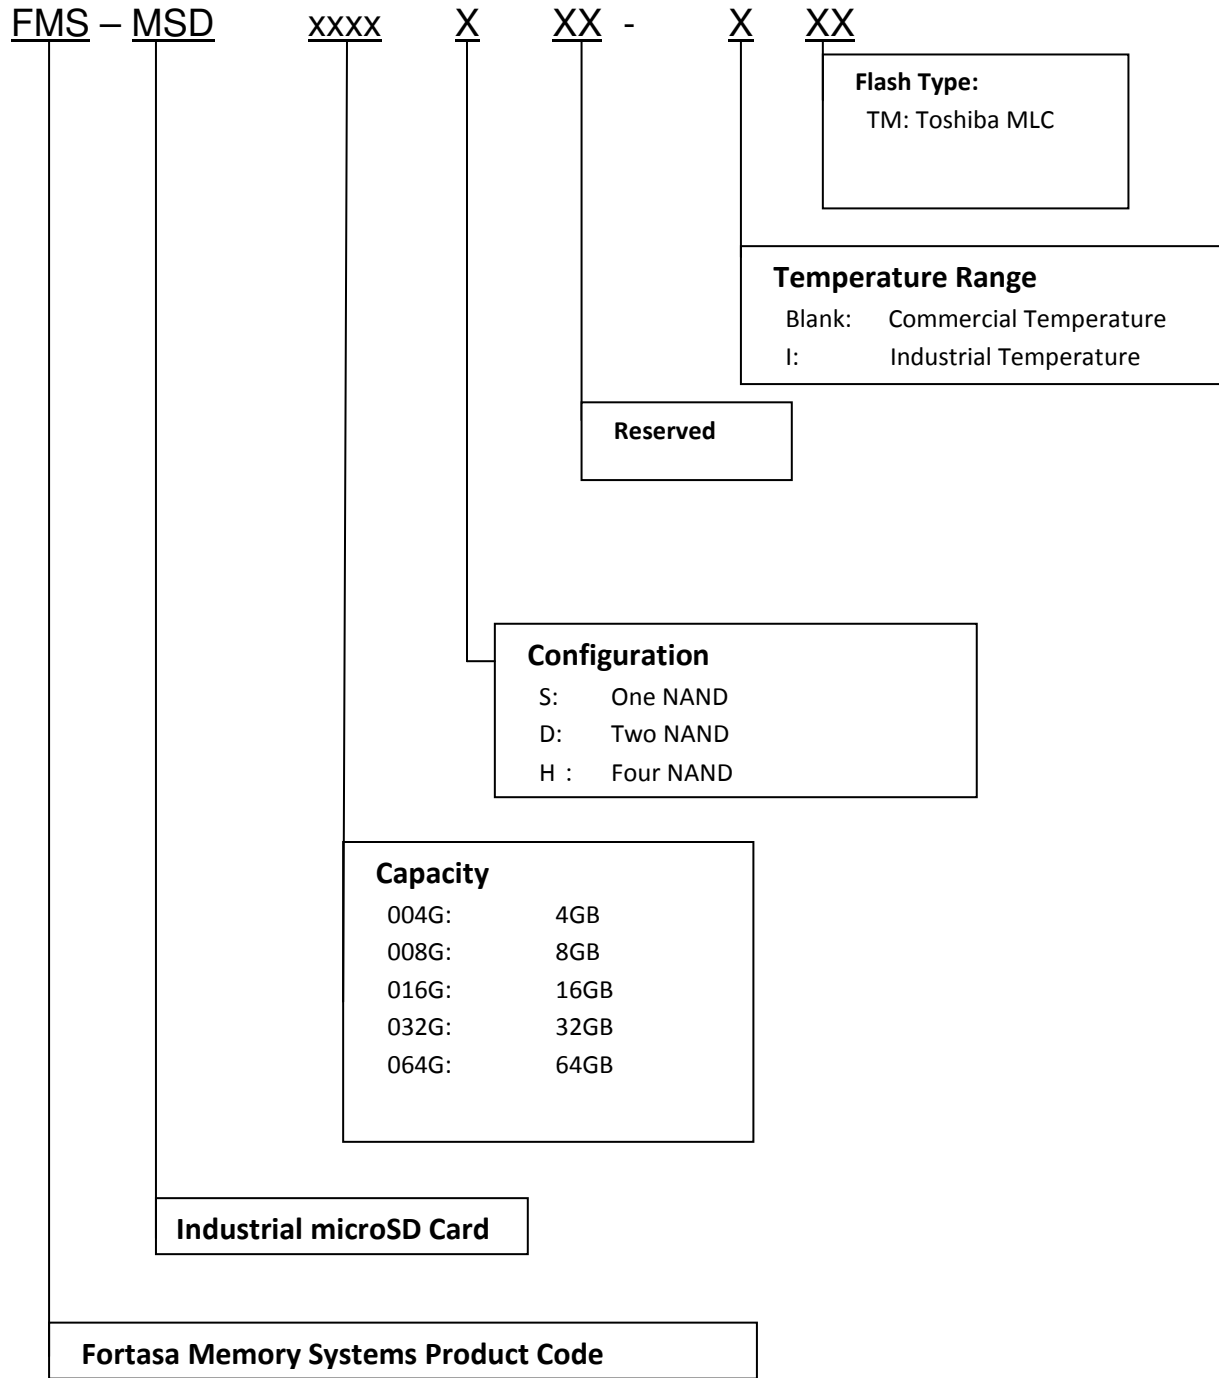 FMS – MSD xxxx X XX - X XX
Flash Type:
TM: Toshiba MLC
Temperature Range
Blank: Commercial Temperature
I: Industrial Temperature
Reserved
Configuration
S: One NAND
D: Two NAND
H : Four NAND
Capacity
004G: 4GB
008G: 8GB
016G: 16GB
032G: 32GB
064G: 64GB
Industrial microSD Card
Fortasa Memory Systems Product Code